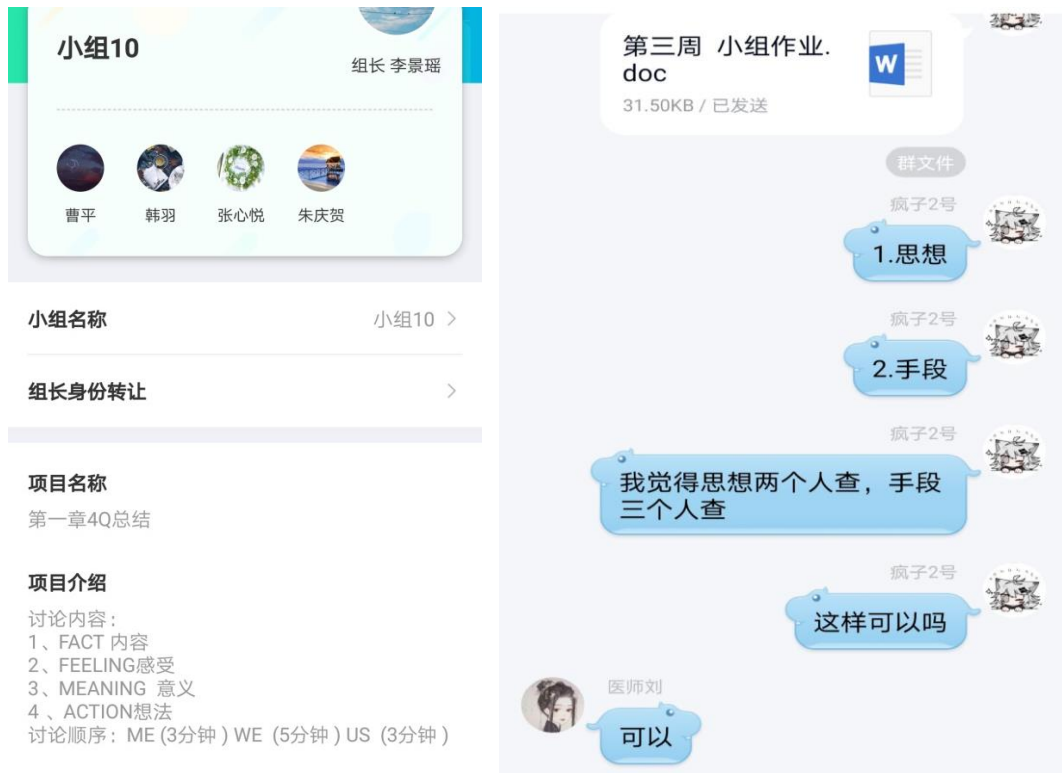 小组10
组长 李景瑶
曹平
韩羽
张心悦
朱庆贺
小组名称
小组10
组长身份转让
项目名称
第一章4Q总结
项目介绍
讨论内容：
1、FACT 内容
2、FEELING感受
3、MEANING 意义
4 、ACTION想法
讨论顺序：ME (3分钟 ) WE (5分钟 ) US (3分钟 )
第三周 小组作业.
doc
W
31.50KB / 已发送
群文件
疯子2号
1.思想
疯子2号
2.手段
疯子2号
我觉得思想两个人查，手段
三个人查
疯子2号
这样可以吗
医师刘
可以